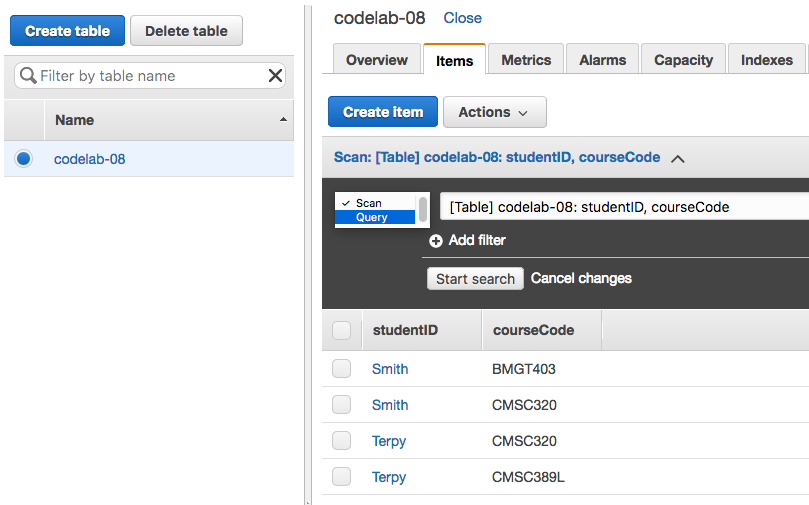 Create table Delete table
Filter by table name
Name
codelab-08
codelab-08 Close
Overview Items Metrics Alarms Capacity Indexes
Create item Actions
Scan: [Table] codelab-08: studentID, courseCode
Scan
Query
[Table] codelab-08: studentID, courseCode
Add filter
Start search Cancel changes
studentID courseCode
Smith BMGT403
Smith CMSC320
Terpy CMSC320
Terpy CMSC389L